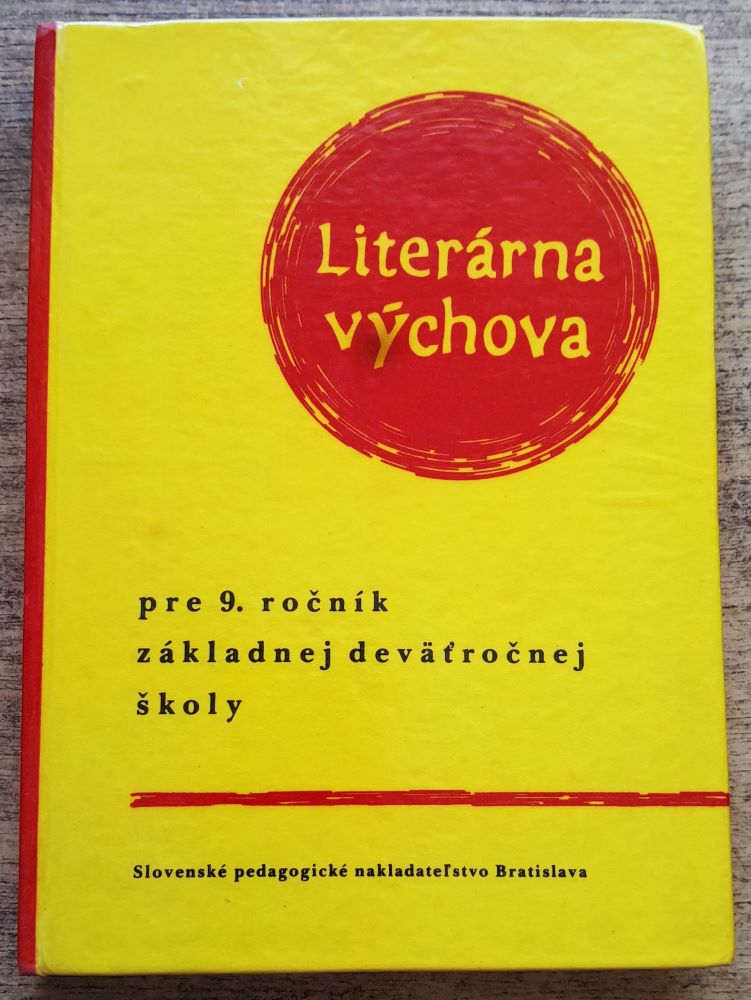 Literárna
výchova
pre 9. ročník
základnej deväťročnej
školy
Slovenské pedagogické nakladateľstvo Bratislava